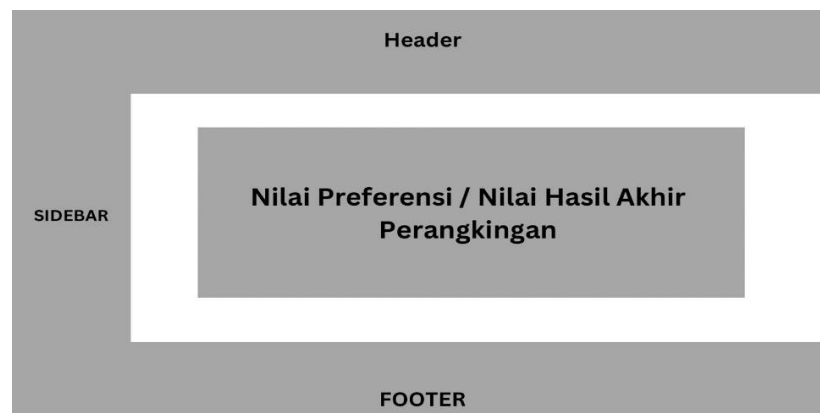 Header
SIDEBAR
Nilai Preferensi / Nilai Hasil Akhir
Perangkingan
FOOTER